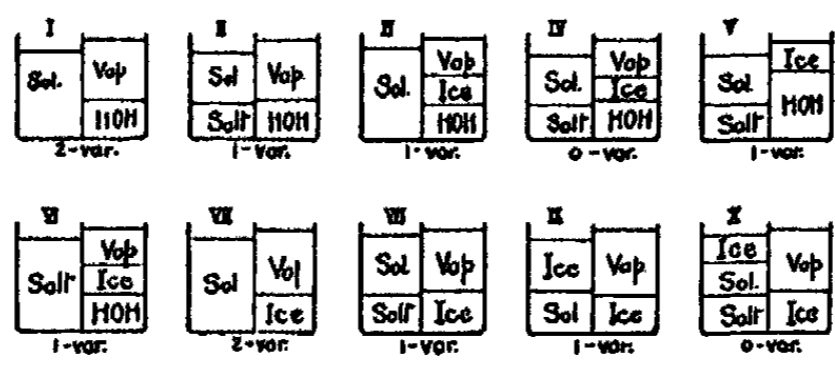 I II II IV V
Sol. Vap HOH
Sol Vap. Salt HOH
Sol. Vap Ice HOH
Sol. Vap Ice Salt HOH
Sol Ice Salt HOH
2-var. 1-var. 1-var. 0-var. 1-var.
VI VII VIII IX X
Salt Vap Ice HOH
Sol Vap Ice
Sol Vap Salt Ice
Ice Vap. Sol Ice
Ice Sol. Vap Salt Ice
1-var. 2-var. 1-var. 1-var. 0-var.